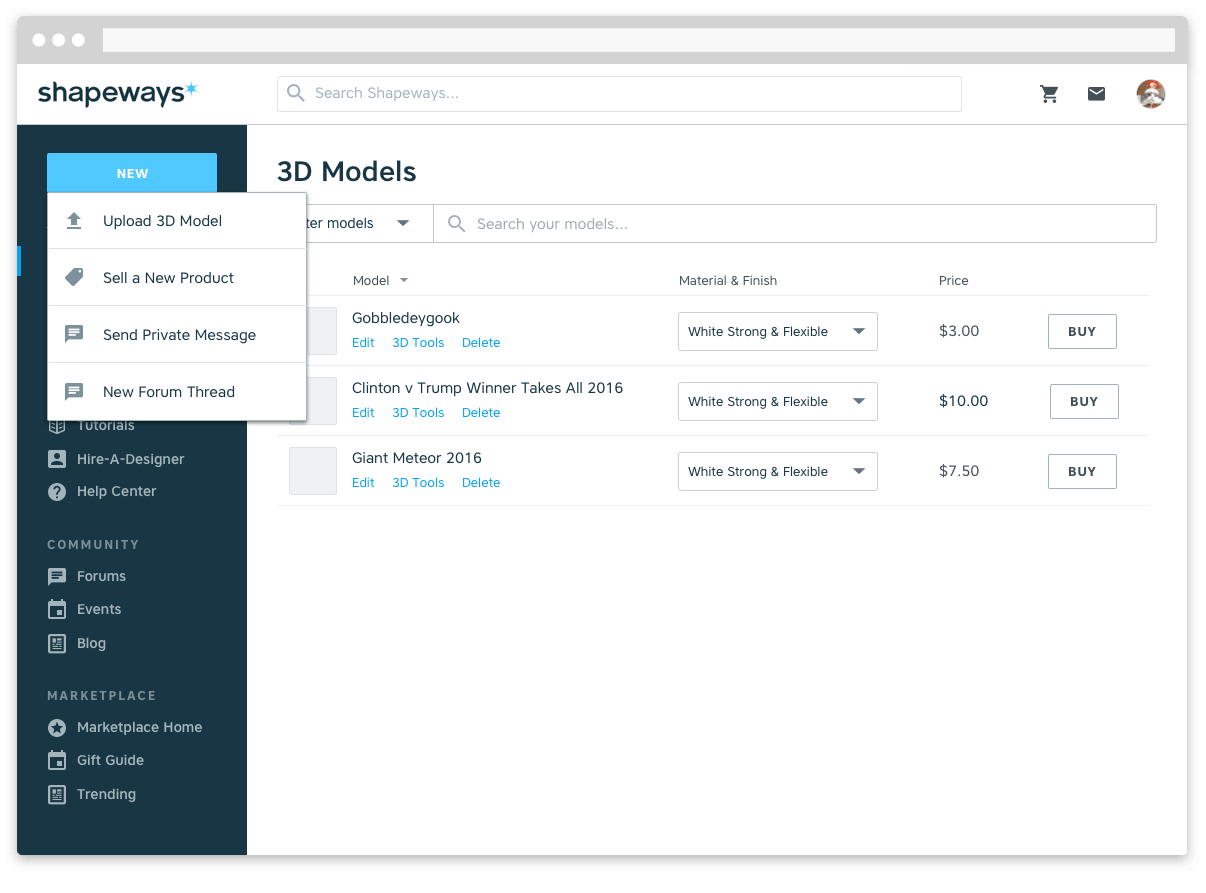 shapeways
Search Shapeways...
NEW
3D Models
Upload 3D Model
ter models
Search your models...
Sell a New Product
Model
Material & Finish
Price
Send Private Message
Gobbledeygook
Edit 3D Tools Delete
White Strong & Flexible
$3.00
BUY
New Forum Thread
Clinton v Trump Winner Takes All 2016
Edit 3D Tools Delete
White Strong & Flexible
$10.00
BUY
Giant Meteor 2016
Edit 3D Tools Delete
White Strong & Flexible
$7.50
BUY
Tutorials
Hire-A-Designer
Help Center
COMMUNITY
Forums
Events
Blog
MARKETPLACE
Marketplace Home
Gift Guide
Trending